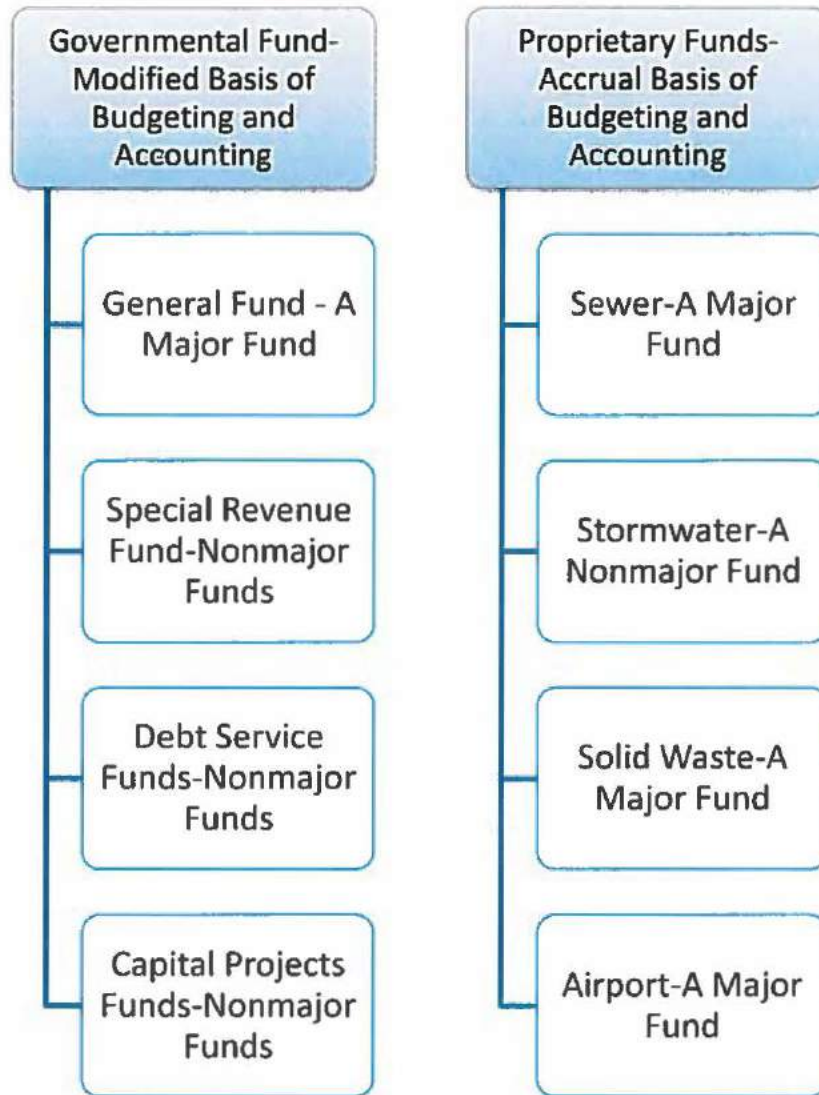 Governmental Fund-
Modified Basis of
Budgeting and
Accounting
General Fund - A
Major Fund
Special Revenue
Fund-Nonmajor
Funds
Debt Service
Funds-Nonmajor
Funds
Capital Projects
Funds-Nonmajor
Funds
Proprietary Funds-
Accrual Basis of
Budgeting and
Accounting
Sewer-A Major
Fund
Stormwater-A
Nonmajor Fund
Solid Waste-A
Major Fund
Airport-A Major
Fund